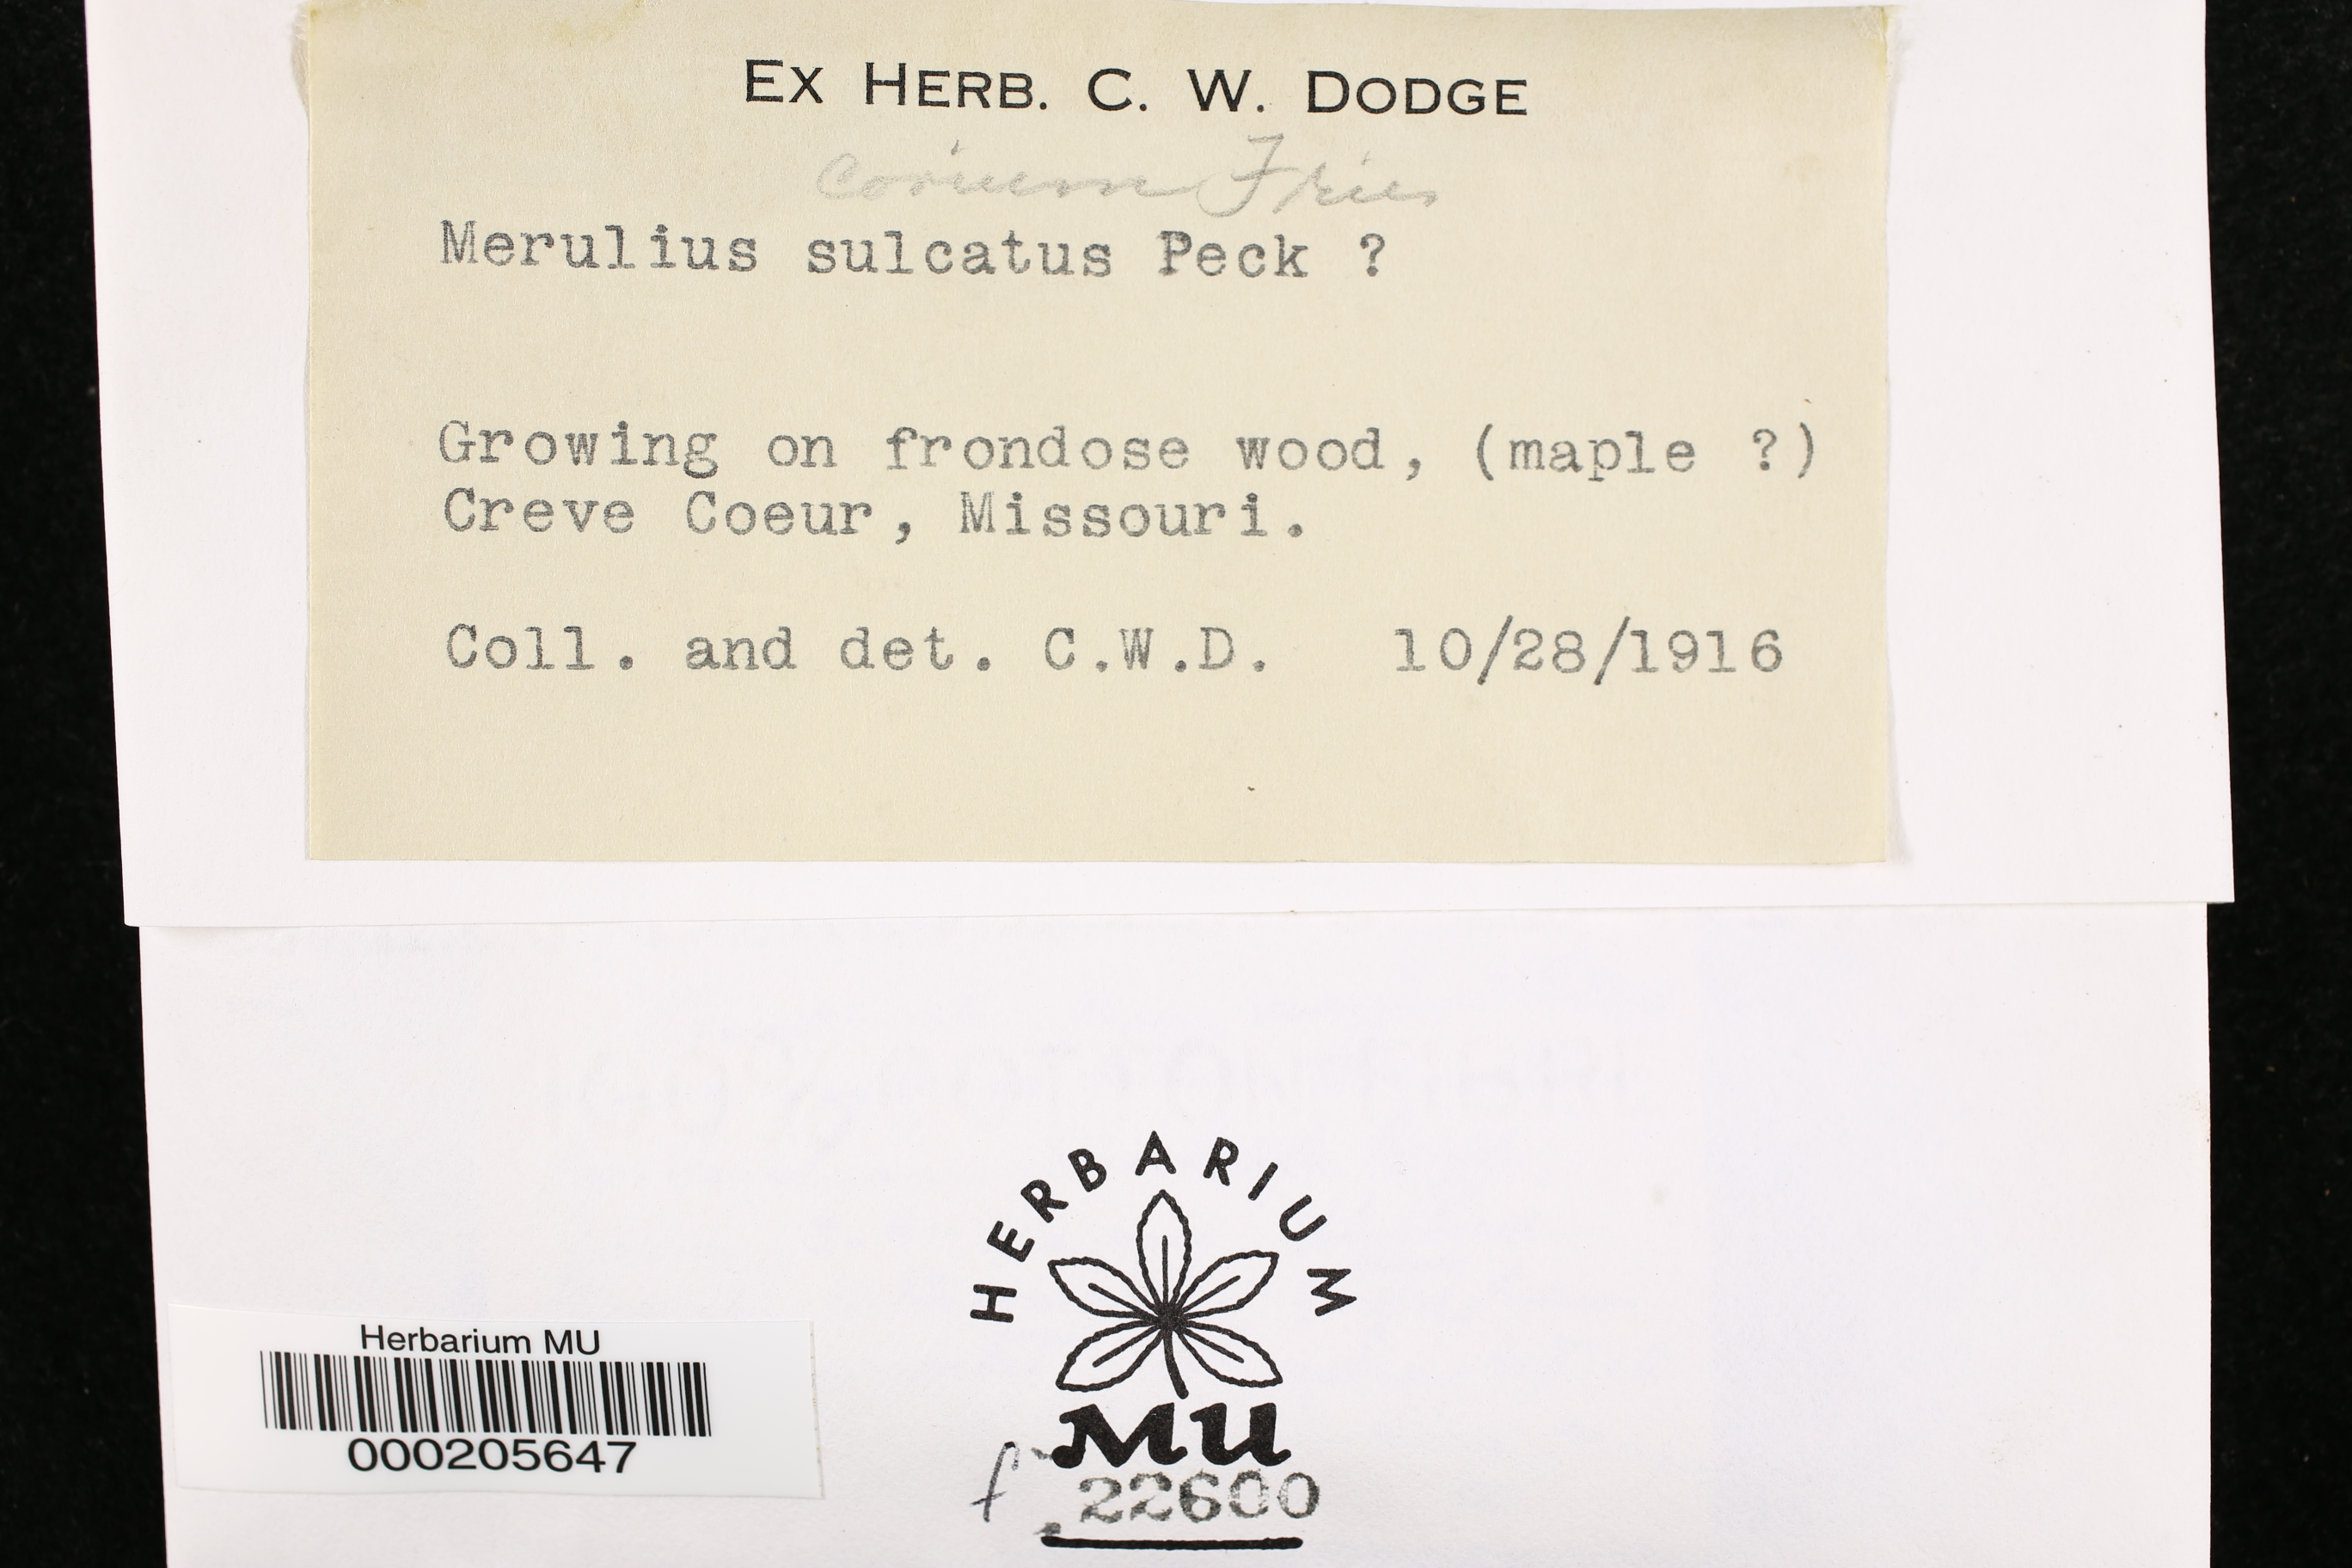 EX HERB. C. W. DODGE
corium Fries
Merulius sulcatus Peck ?
Growing on frondose wood, (maple ?)
Creve Coeur, Missouri.
Coll. and det. C.W.D. 10/28/1916
HERBARIUM
MU
f. 22600
Herbarium MU
000205647